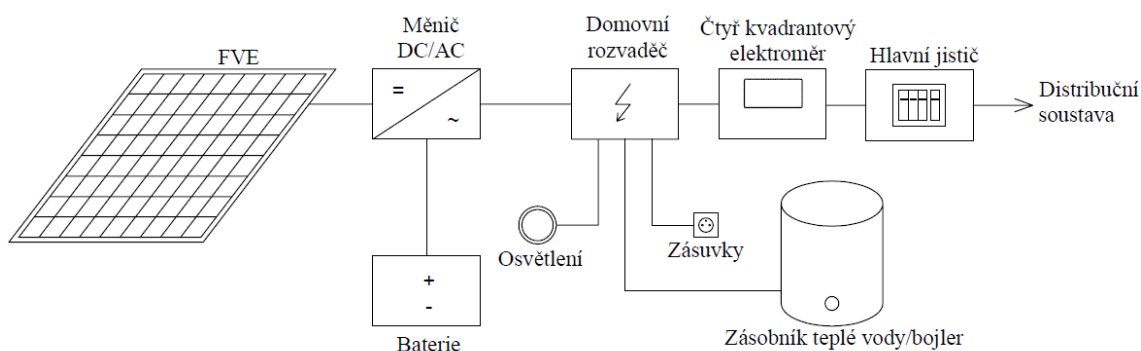 FVE
Měnič
DC/AC
Domovní
rozvaděč
Čtyř kvadrantový
elektroměr
Hlavní jistič
Distribuční
soustava
=
~
Osvětlení
Zásuvky
+
-
Baterie
Zásobník teplé vody/bojler